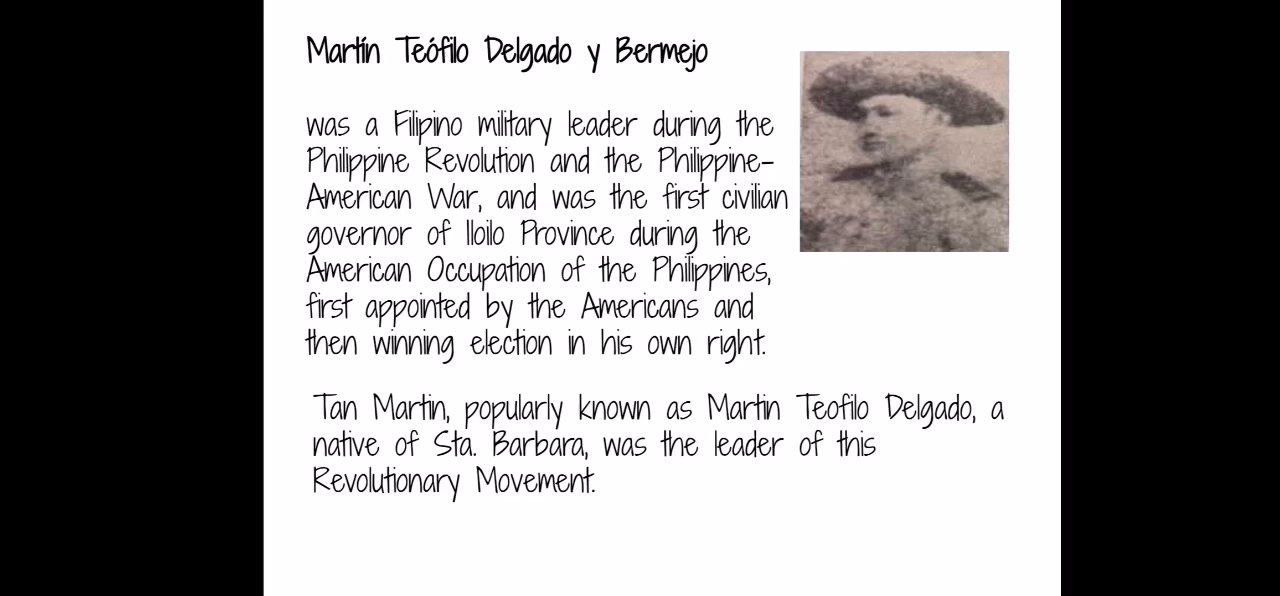 Martín Teófilo Delgado y Bermejo
was a Filipino military leader during the
Philippine Revolution and the Philippine-
American War, and was the first civilian
governor of Iloilo Province during the
American Occupation of the Philippines,
first appointed by the Americans and
then winning election in his own right.
Tan Martin, popularly known as Martin Teofilo Delgado, a
native of Sta. Barbara, was the leader of this
Revolutionary Movement.